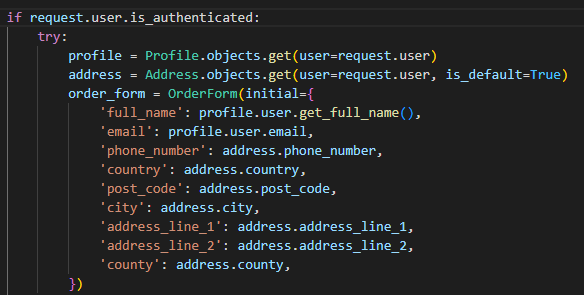 if request.user.is_authenticated:
    try:
        profile = Profile.objects.get(user=request.user)
        address = Address.objects.get(user=request.user, is_default=True)
        order_form = OrderForm(initial={
            'full_name': profile.user.get_full_name(),
            'email': profile.user.email,
            'phone_number': address.phone_number,
            'country': address.country,
            'post_code': address.post_code,
            'city': address.city,
            'address_line_1': address.address_line_1,
            'address_line_2': address.address_line_2,
            'county': address.county,
        })